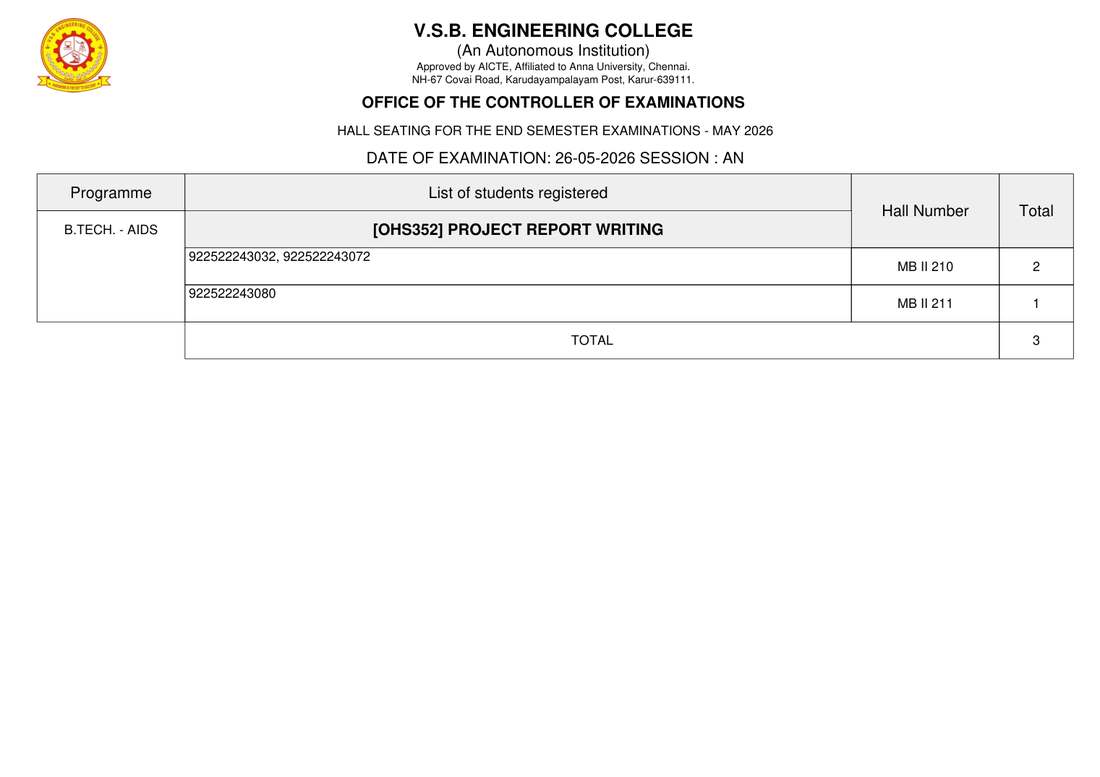 V.S.B. ENGINEERING COLLEGE
(An Autonomous Institution)
Approved by AICTE, Affiliated to Anna University, Chennai.
NH-67 Covai Road, Karudayampalayam Post, Karur-639111.
OFFICE OF THE CONTROLLER OF EXAMINATIONS
HALL SEATING FOR THE END SEMESTER EXAMINATIONS - MAY 2026
DATE OF EXAMINATION: 26-05-2026 SESSION : AN
Programme List of students registered Hall Number Total
B.TECH. - AIDS [OHS352] PROJECT REPORT WRITING
922522243032, 922522243072 MB II 210 2
922522243080 MB II 211 1
TOTAL 3